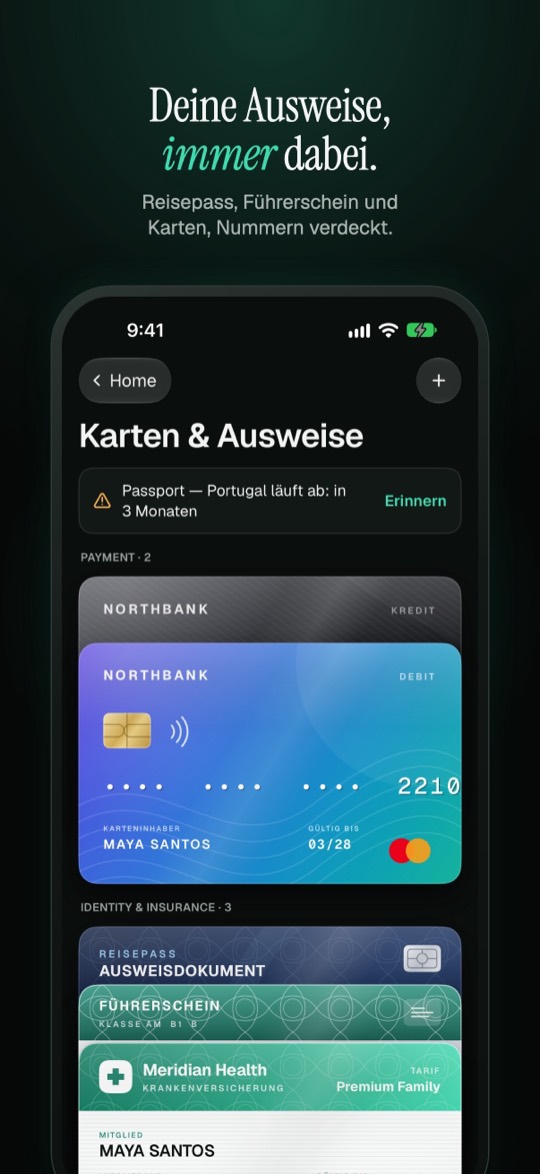 Deine Ausweise,
immer dabei.
Reisepass, Führerschein und
Karten, Nummern verdeckt.
9:41
Home
Karten & Ausweise
Passport — Portugal läuft ab: in
3 Monaten
Erinnern
PAYMENT · 2
NORTHBANK
KREDIT
NORTHBANK
DEBIT
•••• •••• •••• 2210
KARTENINHABER
GÜLTIG BIS
MAYA SANTOS
03/28
IDENTITY & INSURANCE · 3
REISEPASS
AUSWEISDOKUMENT
FÜHRERSCHEIN
KLASSE AM B1 B
Meridian Health
TARIF
KRANKENVERSICHERUNG
Premium Family
MITGLIED
MAYA SANTOS